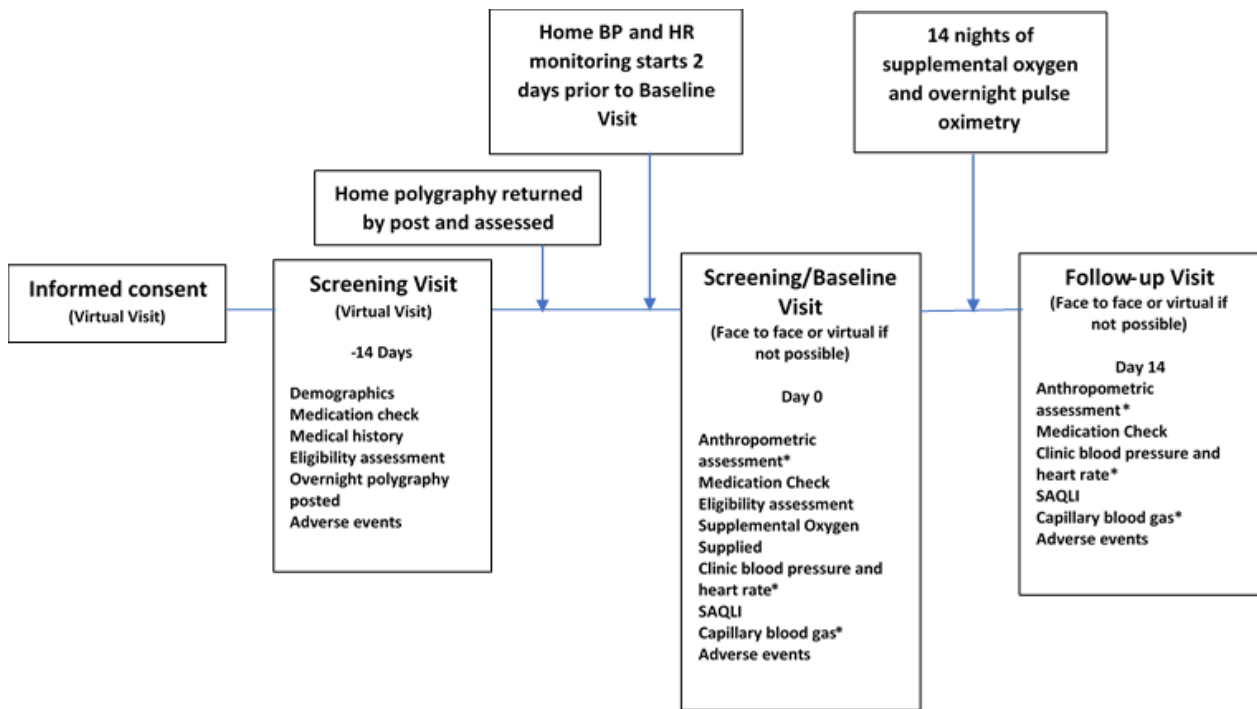 Home BP and HR
monitoring starts 2
days prior to Baseline
Visit
14 nights of
supplemental oxygen
and overnight pulse
oximetry
Home polygraphy returned
by post and assessed
Informed consent
(Virtual Visit)
Screening Visit
(Virtual Visit)
-14 Days
Demographics
Medication check
Medical history
Eligibility assessment
Overnight polygraphy
posted
Adverse events
Screening/Baseline
Visit
(Face to face or virtual if
not possible)
Day 0
Anthropometric
assessment*
Medication Check
Eligibility assessment
Supplemental Oxygen
Supplied
Clinic blood pressure and
heart rate*
SAQLI
Capillary blood gas*
Adverse events
Follow-up Visit
(Face to face or virtual if
not possible)
Day 14
Anthropometric
assessment*
Medication Check
Clinic blood pressure and
heart rate*
SAQLI
Capillary blood gas*
Adverse events